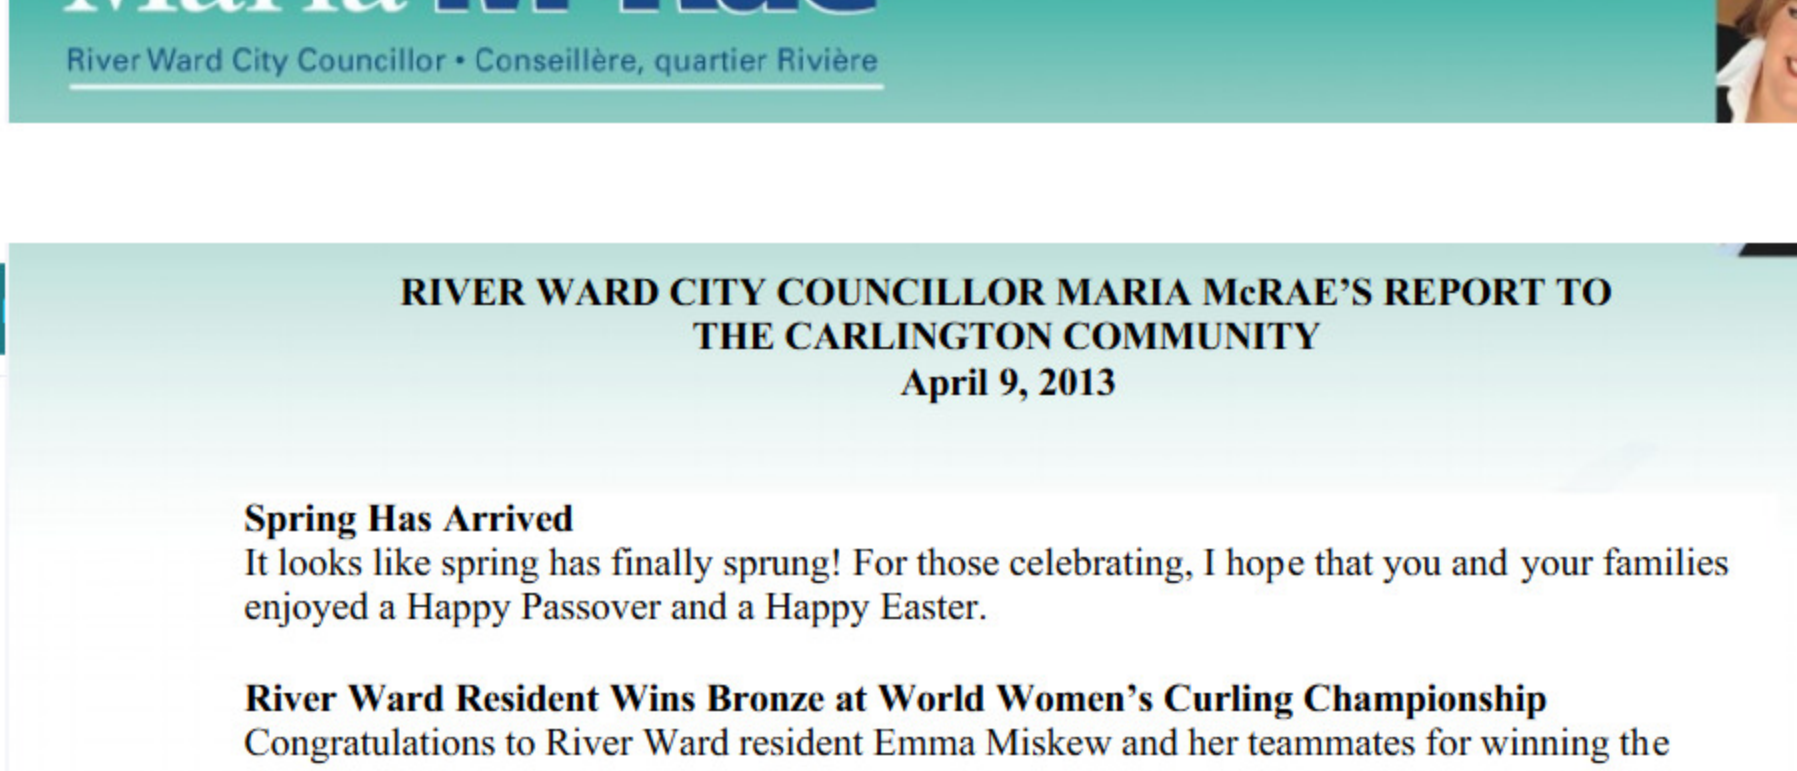 Maria McRae
River Ward City Councillor • Conseillère, quartier Rivière
RIVER WARD CITY COUNCILLOR MARIA McRAE’S REPORT TO
THE CARLINGTON COMMUNITY
April 9, 2013
Spring Has Arrived
It looks like spring has finally sprung! For those celebrating, I hope that you and your families
enjoyed a Happy Passover and a Happy Easter.
River Ward Resident Wins Bronze at World Women’s Curling Championship
Congratulations to River Ward resident Emma Miskew and her teammates for winning the